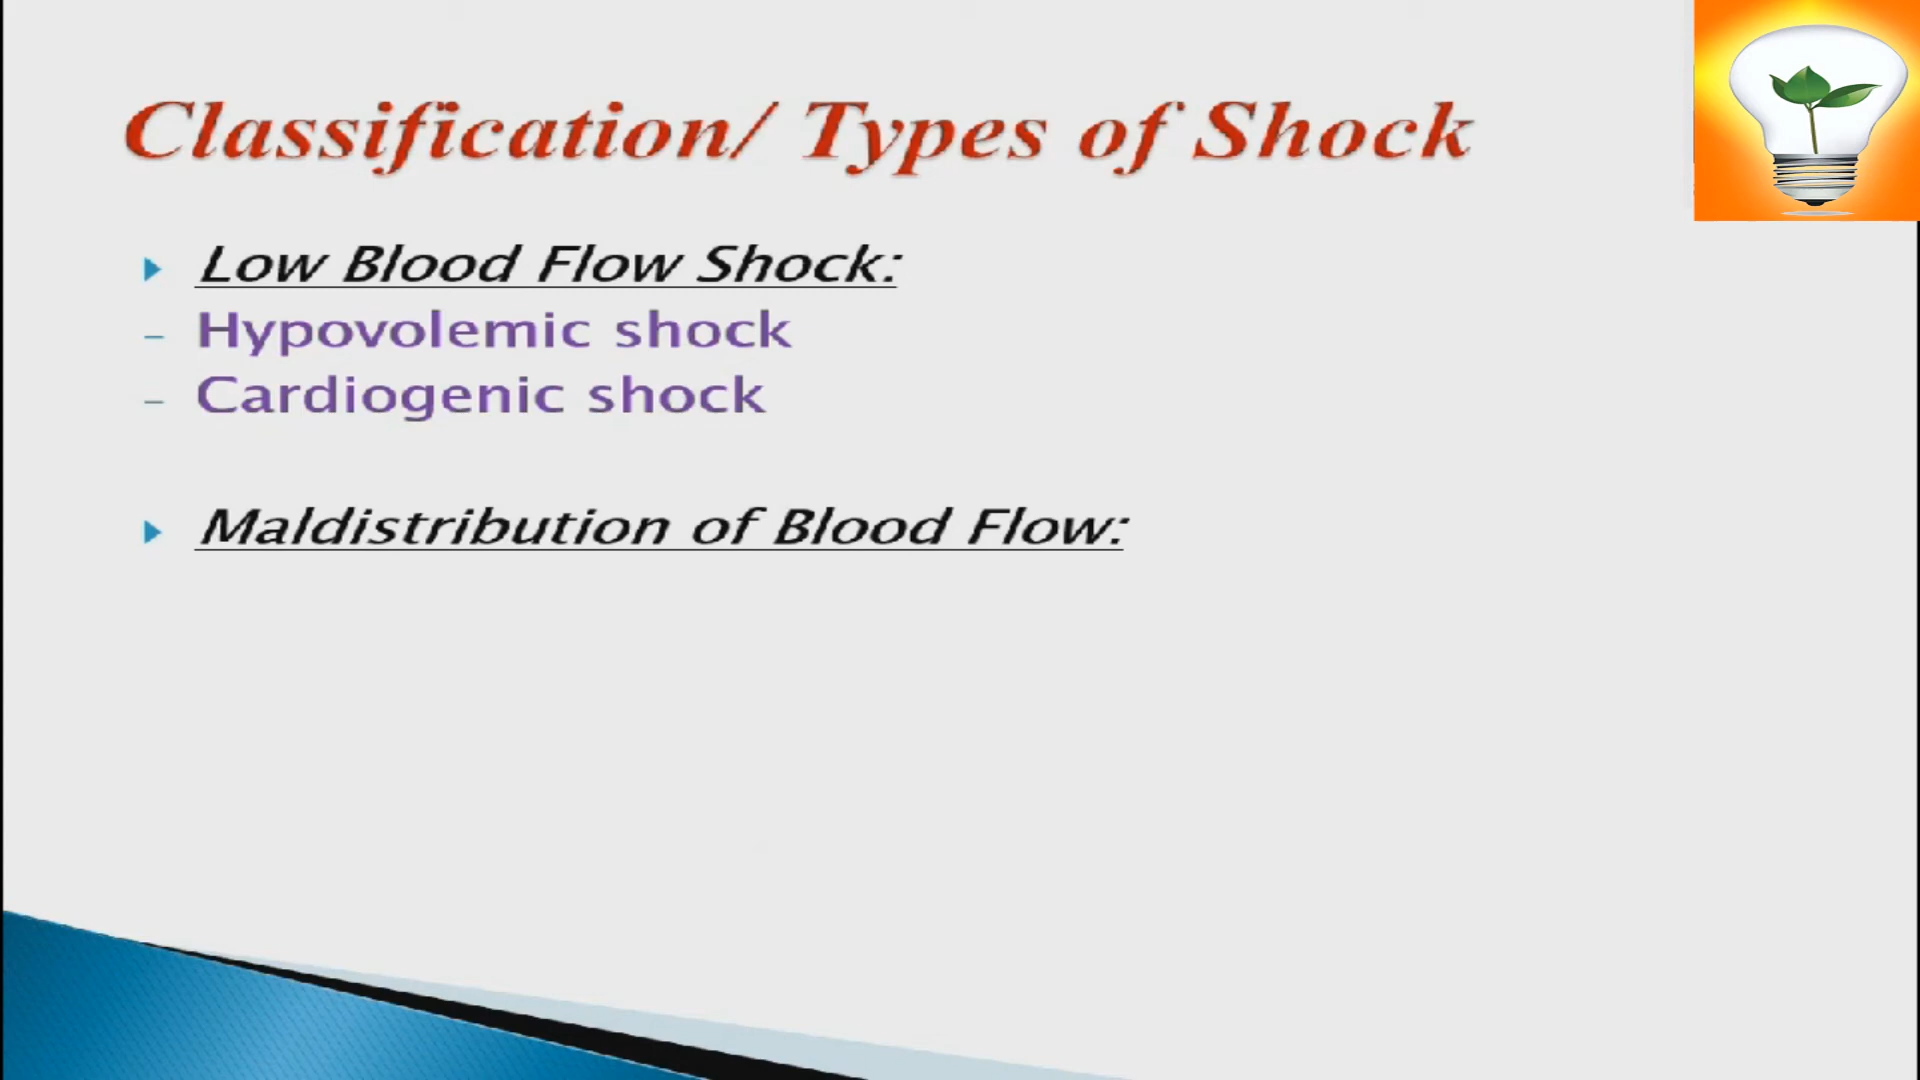 Classification/ Types of Shock
Low Blood Flow Shock:
– Hypovolemic shock
– Cardiogenic shock
Maldistribution of Blood Flow: